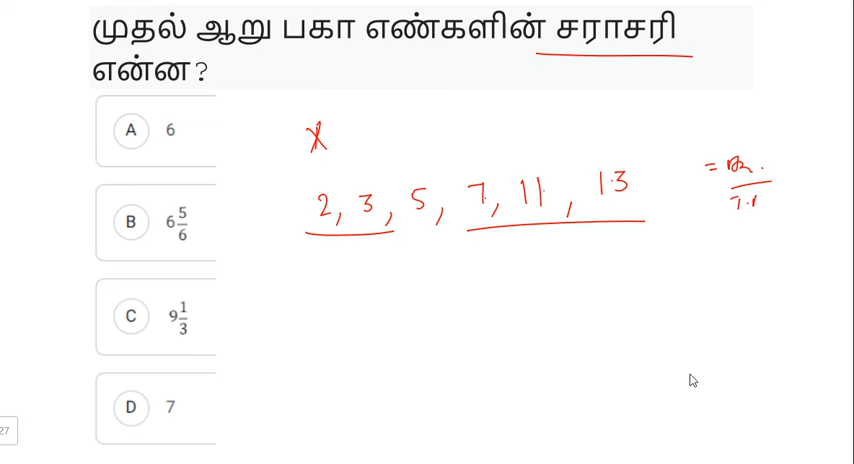 முதல் ஆறு பகா எண்களின் சராசரி
என்ன?
A 6
B 6 5/6
C 9 1/3
D 7
2, 3, 5, 7, 11, 13
27